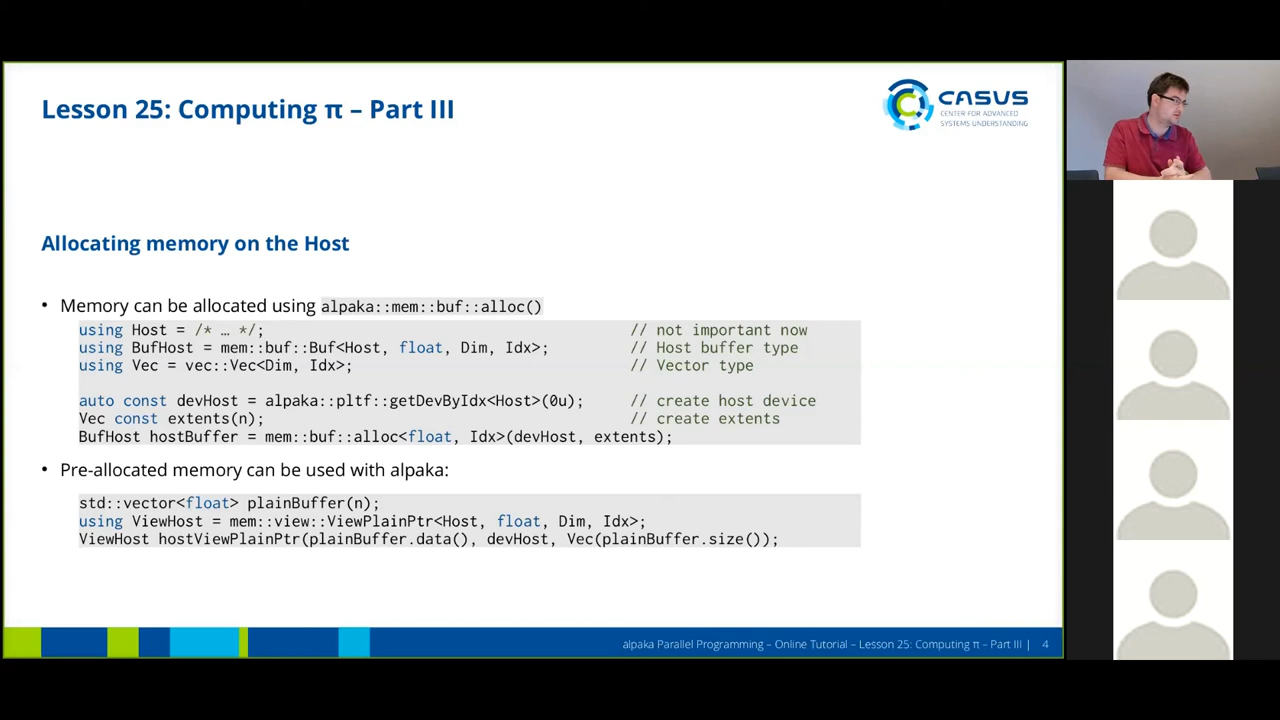 Lesson 25: Computing π – Part III
CASUS
CENTER FOR ADVANCED
SYSTEMS UNDERSTANDING
Allocating memory on the Host
• Memory can be allocated using alpaka::mem::buf::alloc()
using Host = /* … */; // not important now
using BufHost = mem::buf::Buf<Host, float, Dim, Idx>; // Host buffer type
using Vec = vec::Vec<Dim, Idx>; // Vector type
auto const devHost = alpaka::pltf::getDevByIdx<Host>(0u); // create host device
Vec const extents(n); // create extents
BufHost hostBuffer = mem::buf::alloc<float, Idx>(devHost, extents);
• Pre-allocated memory can be used with alpaka:
std::vector<float> plainBuffer(n);
using ViewHost = mem::view::ViewPlainPtr<Host, float, Dim, Idx>;
ViewHost hostViewPlainPtr(plainBuffer.data(), devHost, Vec(plainBuffer.size());
alpaka Parallel Programming – Online Tutorial – Lesson 25: Computing π – Part III | 4